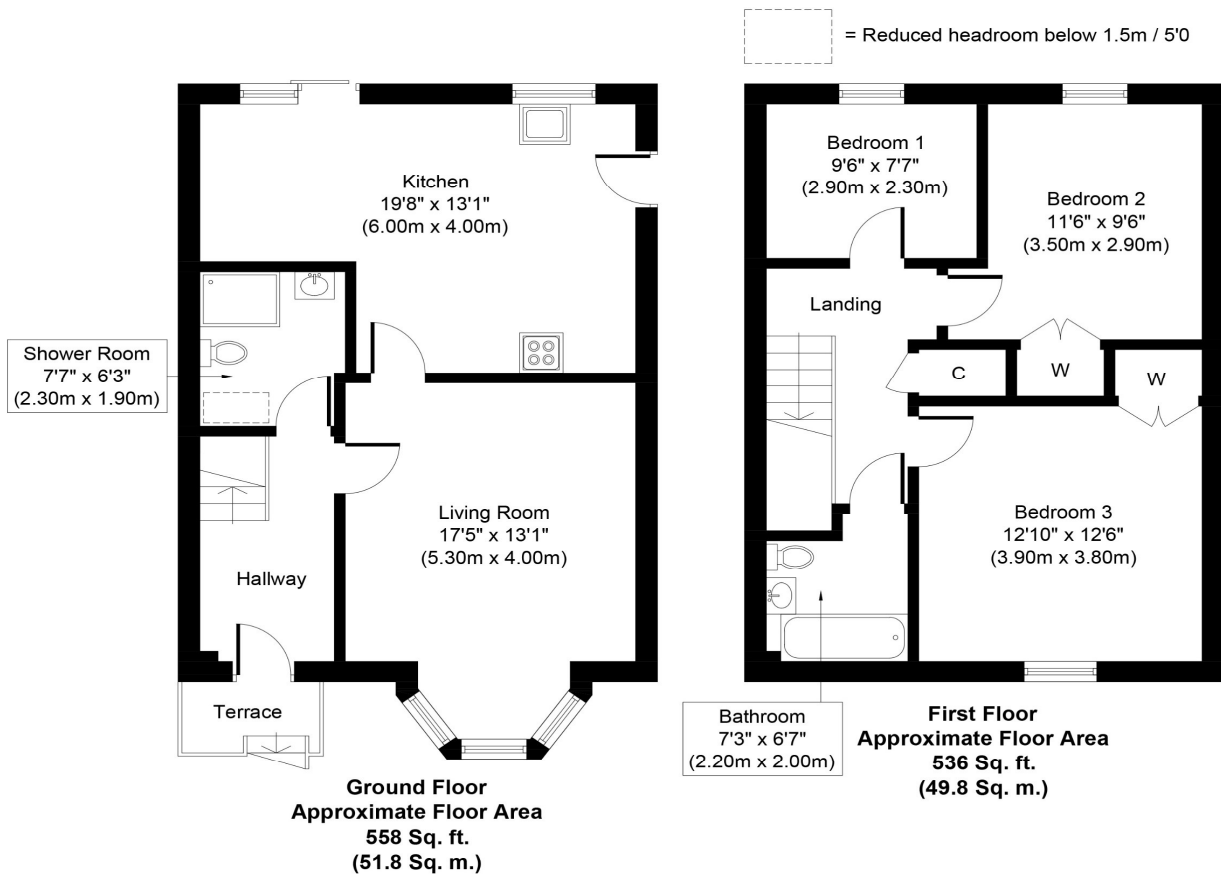 = Reduced headroom below 1.5m / 5'0
Kitchen
19'8" x 13'1"
(6.00m x 4.00m)
Shower Room
7'7" x 6'3"
(2.30m x 1.90m)
Living Room
17'5" x 13'1"
(5.30m x 4.00m)
Hallway
Terrace
Ground Floor
Approximate Floor Area
558 Sq. ft.
(51.8 Sq. m.)
Bedroom 1
9'6" x 7'7"
(2.90m x 2.30m)
Bedroom 2
11'6" x 9'6"
(3.50m x 2.90m)
Landing
C
W
W
Bedroom 3
12'10" x 12'6"
(3.90m x 3.80m)
Bathroom
7'3" x 6'7"
(2.20m x 2.00m)
First Floor
Approximate Floor Area
536 Sq. ft.
(49.8 Sq. m.)